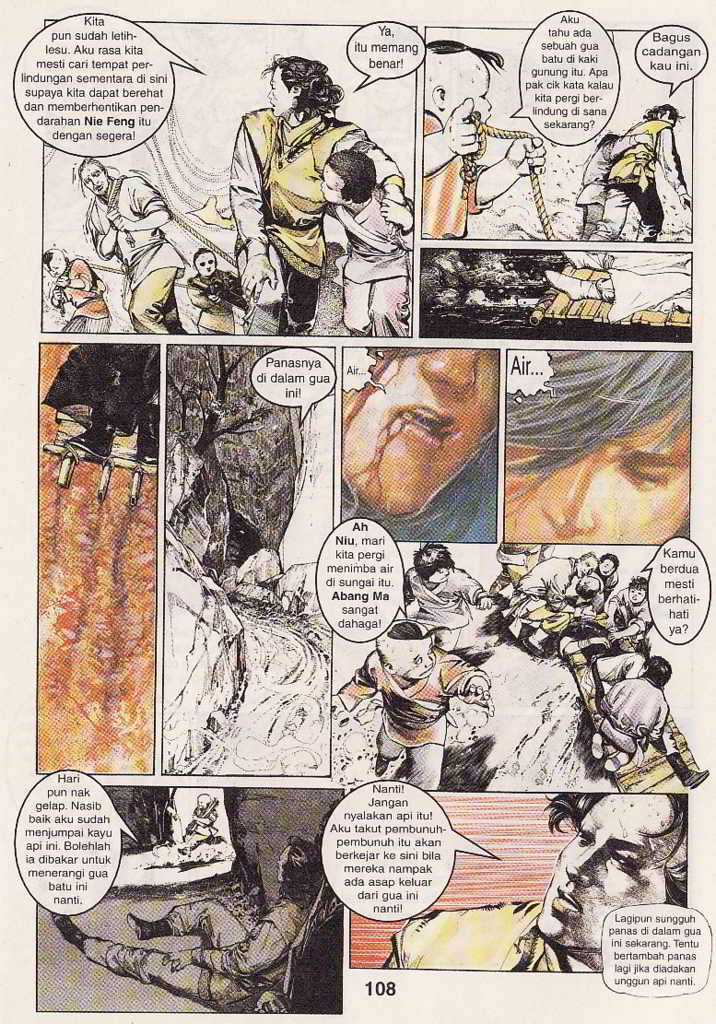 Kita
pun sudah letih-
lesu. Aku rasa kita
mesti cari tempat per-
lindungan sementara di sini
supaya kita dapat berehat
dan memberhentikan pen-
darahan Nie Feng itu
dengan segera!
Ya,
itu memang
benar!
Aku
tahu ada
sebuah gua
batu di kaki
gunung itu. Apa
pak cik kata kalau
kita pergi ber-
lindung di sana
sekarang?
Bagus
cadangan
kau ini.
Panasnya
di dalam gua
ini!
Air...
Air...
Ah
Niu, mari
kita pergi
menimba air
di sungai itu.
Abang Ma
sangat
dahaga!
Kamu
berdua
mesti
berhati-
hati
ya?
Hari
pun nak
gelap. Nasib
baik aku sudah
menjumpai kayu
api ini. Bolehlah
ia dibakar untuk
menerangi gua
batu ini
nanti.
Nanti!
Jangan
nyalakan api itu!
Aku takut pembunuh-
pembunuh itu akan
berkejar ke sini bila
mereka nampak
ada asap keluar
dari gua ini
nanti!
Lagipun sungguh
panas di dalam gua
ini sekarang. Tentu
bertambah panas
lagi jika diadakan
unggun api nanti.
108